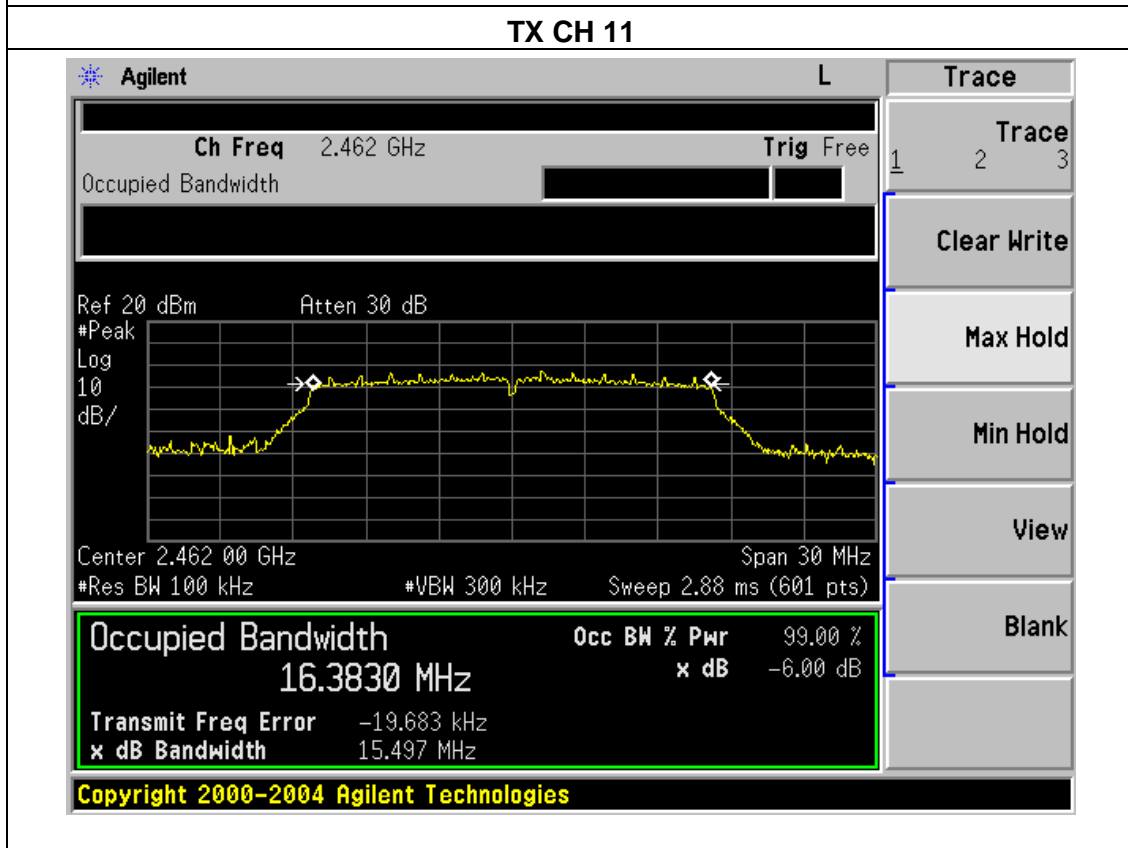 TX CH 11
Agilent L Trace
Ch Freq 2.462 GHz Trig Free
Occupied Bandwidth
Trace
1 2 3
Clear Write
Max Hold
Min Hold
View
Blank
Ref 20 dBm Atten 30 dB
#Peak
Log
10
dB/
Center 2.462 00 GHz Span 30 MHz
#Res BW 100 kHz #VBW 300 kHz Sweep 2.88 ms (601 pts)
Occupied Bandwidth Occ BW % Pwr 99.00 %
16.3830 MHz x dB -6.00 dB
Transmit Freq Error -19.683 kHz
x dB Bandwidth 15.497 MHz
Copyright 2000-2004 Agilent Technologies